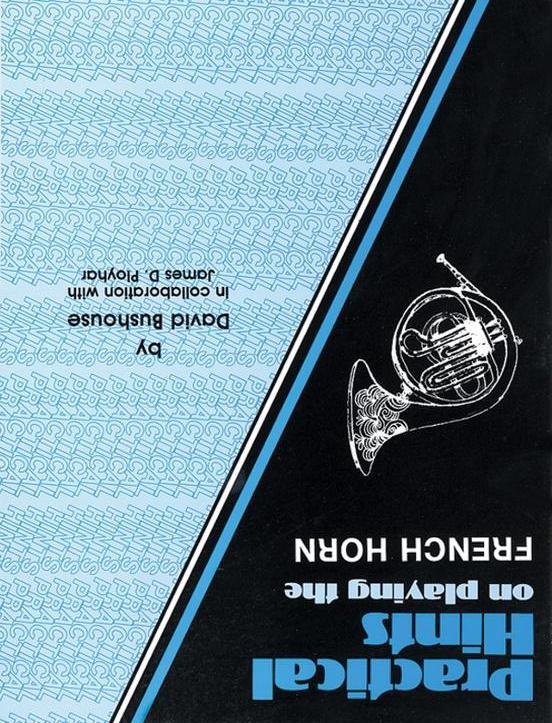 Practical
Hints
on playing the
FRENCH HORN
by
David Bushouse
In collaboration with
James D. Ployhar